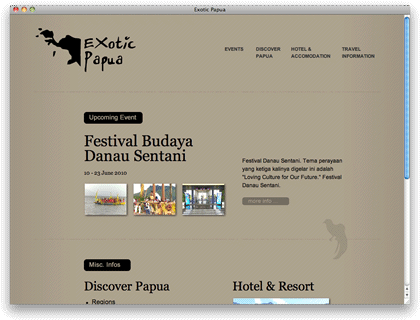 Exotic Papua
Exotic
Papua
EVENTS
DISCOVER
PAPUA
HOTEL &
ACCOMODATION
TRAVEL
INFORMATION
Upcoming Event
Festival Budaya
Danau Sentani
10 - 23 June 2010
Festival Danau Sentani. Tema perayaan
yang ketiga kalinya digelar ini adalah
"Loving Culture for Our Future." Festival
Danau Sentani.
more info...
Misc. Infos
Discover Papua
Regions
Hotel & Resort